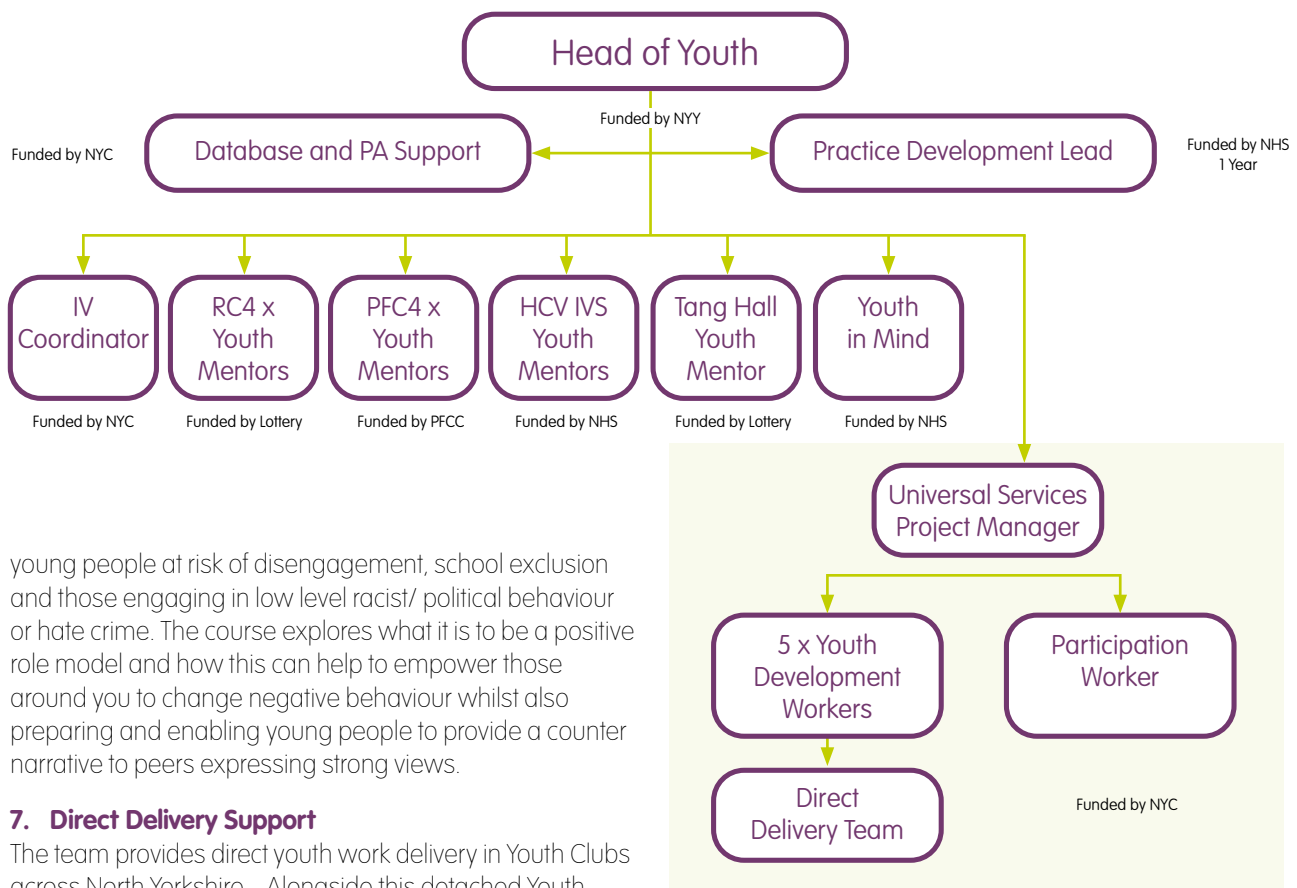 Head of Youth
Funded by NYY
Funded by NYC
Database and PA Support
Practice Development Lead
Funded by NHS
1 Year
IV
Coordinator
Funded by NYC
RC4 x
Youth
Mentors
Funded by Lottery
PFC4 x
Youth
Mentors
Funded by PFCC
HCV IVS
Youth
Mentors
Funded by NHS
Tang Hall
Youth
Mentor
Funded by Lottery
Youth
in Mind
Funded by NHS
Universal Services
Project Manager
5 x Youth
Development
Workers
Participation
Worker
Direct
Delivery Team
Funded by NYC
young people at risk of disengagement, school exclusion
and those engaging in low level racist/ political behaviour
or hate crime. The course explores what it is to be a positive
role model and how this can help to empower those
around you to change negative behaviour whilst also
preparing and enabling young people to provide a counter
narrative to peers expressing strong views.
7. Direct Delivery Support
The team provides direct youth work delivery in Youth Clubs
across North Yorkshire. Alongside this detached Youth